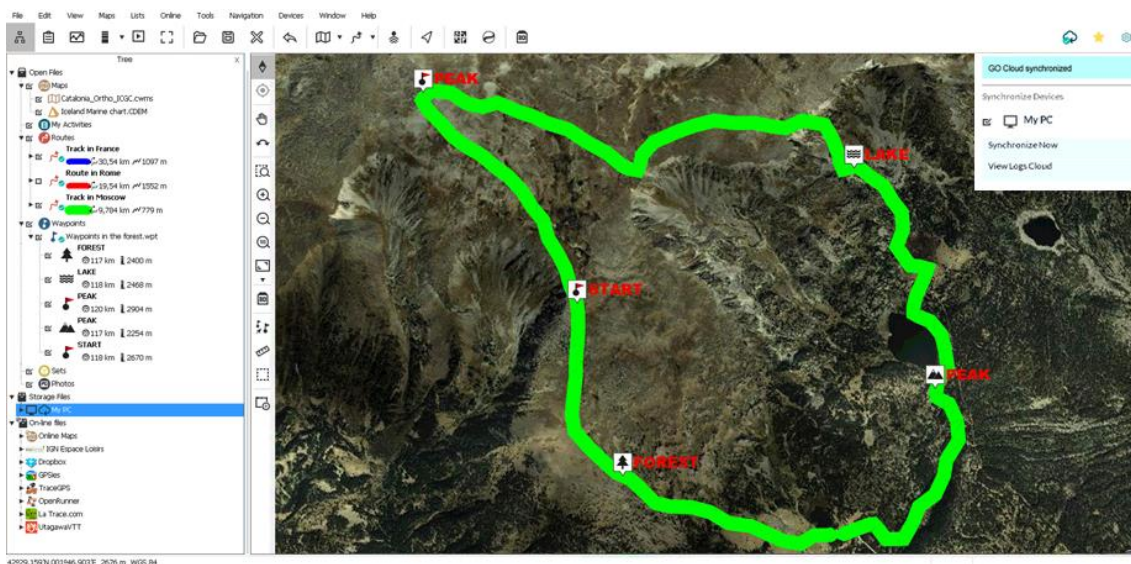 File Edit View Maps Lists Online Tools Navigation Devices Window Help
Tree X
Open Files
Maps
Catalonia_Ortho_ICGC.cwms
Iceland Marine chart.CDEM
My Activities
Routes
Track in France
30,54 km 1097 m
Route in Rome
19,54 km 1552 m
Track in Moscow
9,784 km 779 m
Waypoints
Waypoints in the forest.wpt
FOREST
117 km 2400 m
LAKE
118 km 2468 m
PEAK
120 km 2904 m
PEAK
117 km 2254 m
START
118 km 2670 m
Sets
Photos
Storage Files
My PC
On-line files
Online Maps
IGN Espace Loisirs
Dropbox
GPSies
TraceGPS
OpenRunner
La Trace.com
UtagawaVTT
PEAK
LAKE
START
PEAK
FOREST
GO Cloud synchronized
Synchronize Devices
My PC
Synchronize Now
View Logs Cloud
2676 m, WGS 84